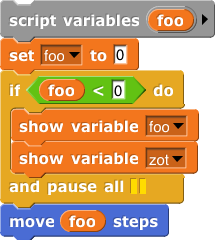 script variables foo
set foo to 0
if foo < 0 do
show variable foo
show variable zot
and pause all
move foo steps